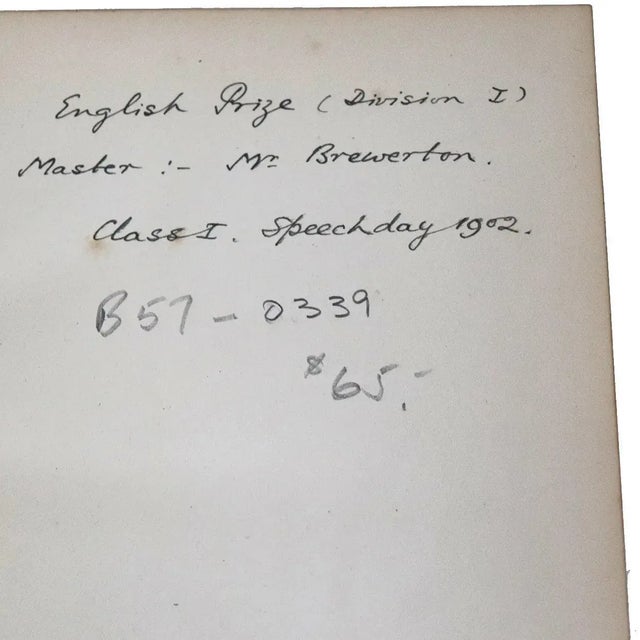 English Prize (Division I)
Master :- Mr Brewerton.
Class I. Speechday 1902.
B57 - 0339
$65.-